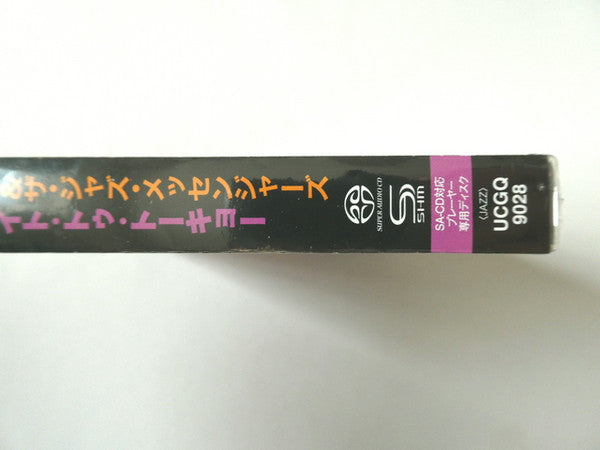 &ザ・ジャズ・メッセンジャーズ
イト・トゥ・トーキョー
SUPER AUDIO CD
SHM
SA-CD対応
プレーヤー
専用ディスク
〈JAZZ〉
UCGQ
9028